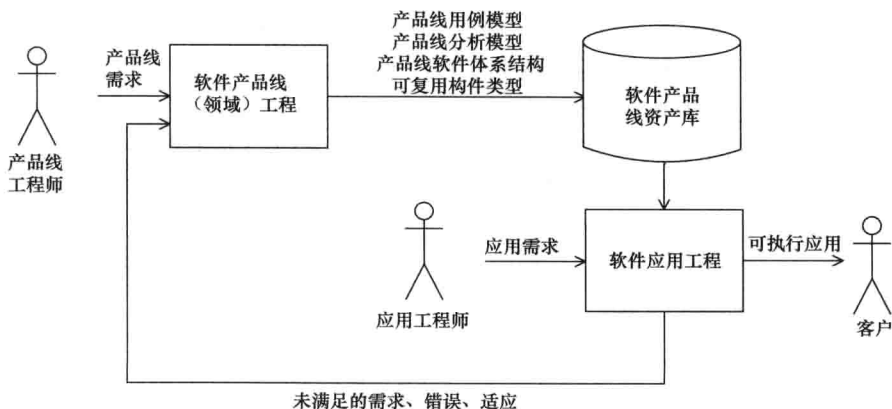 产品线用例模型
产品线分析模型
产品线软件体系结构
可复用构件类型
产品线
需求
软件产品线
（领域）工程
软件产品
线资产库
产品线
工程师
应用需求
软件应用工程
可执行应用
应用工程师
客户
未满足的需求、错误、适应